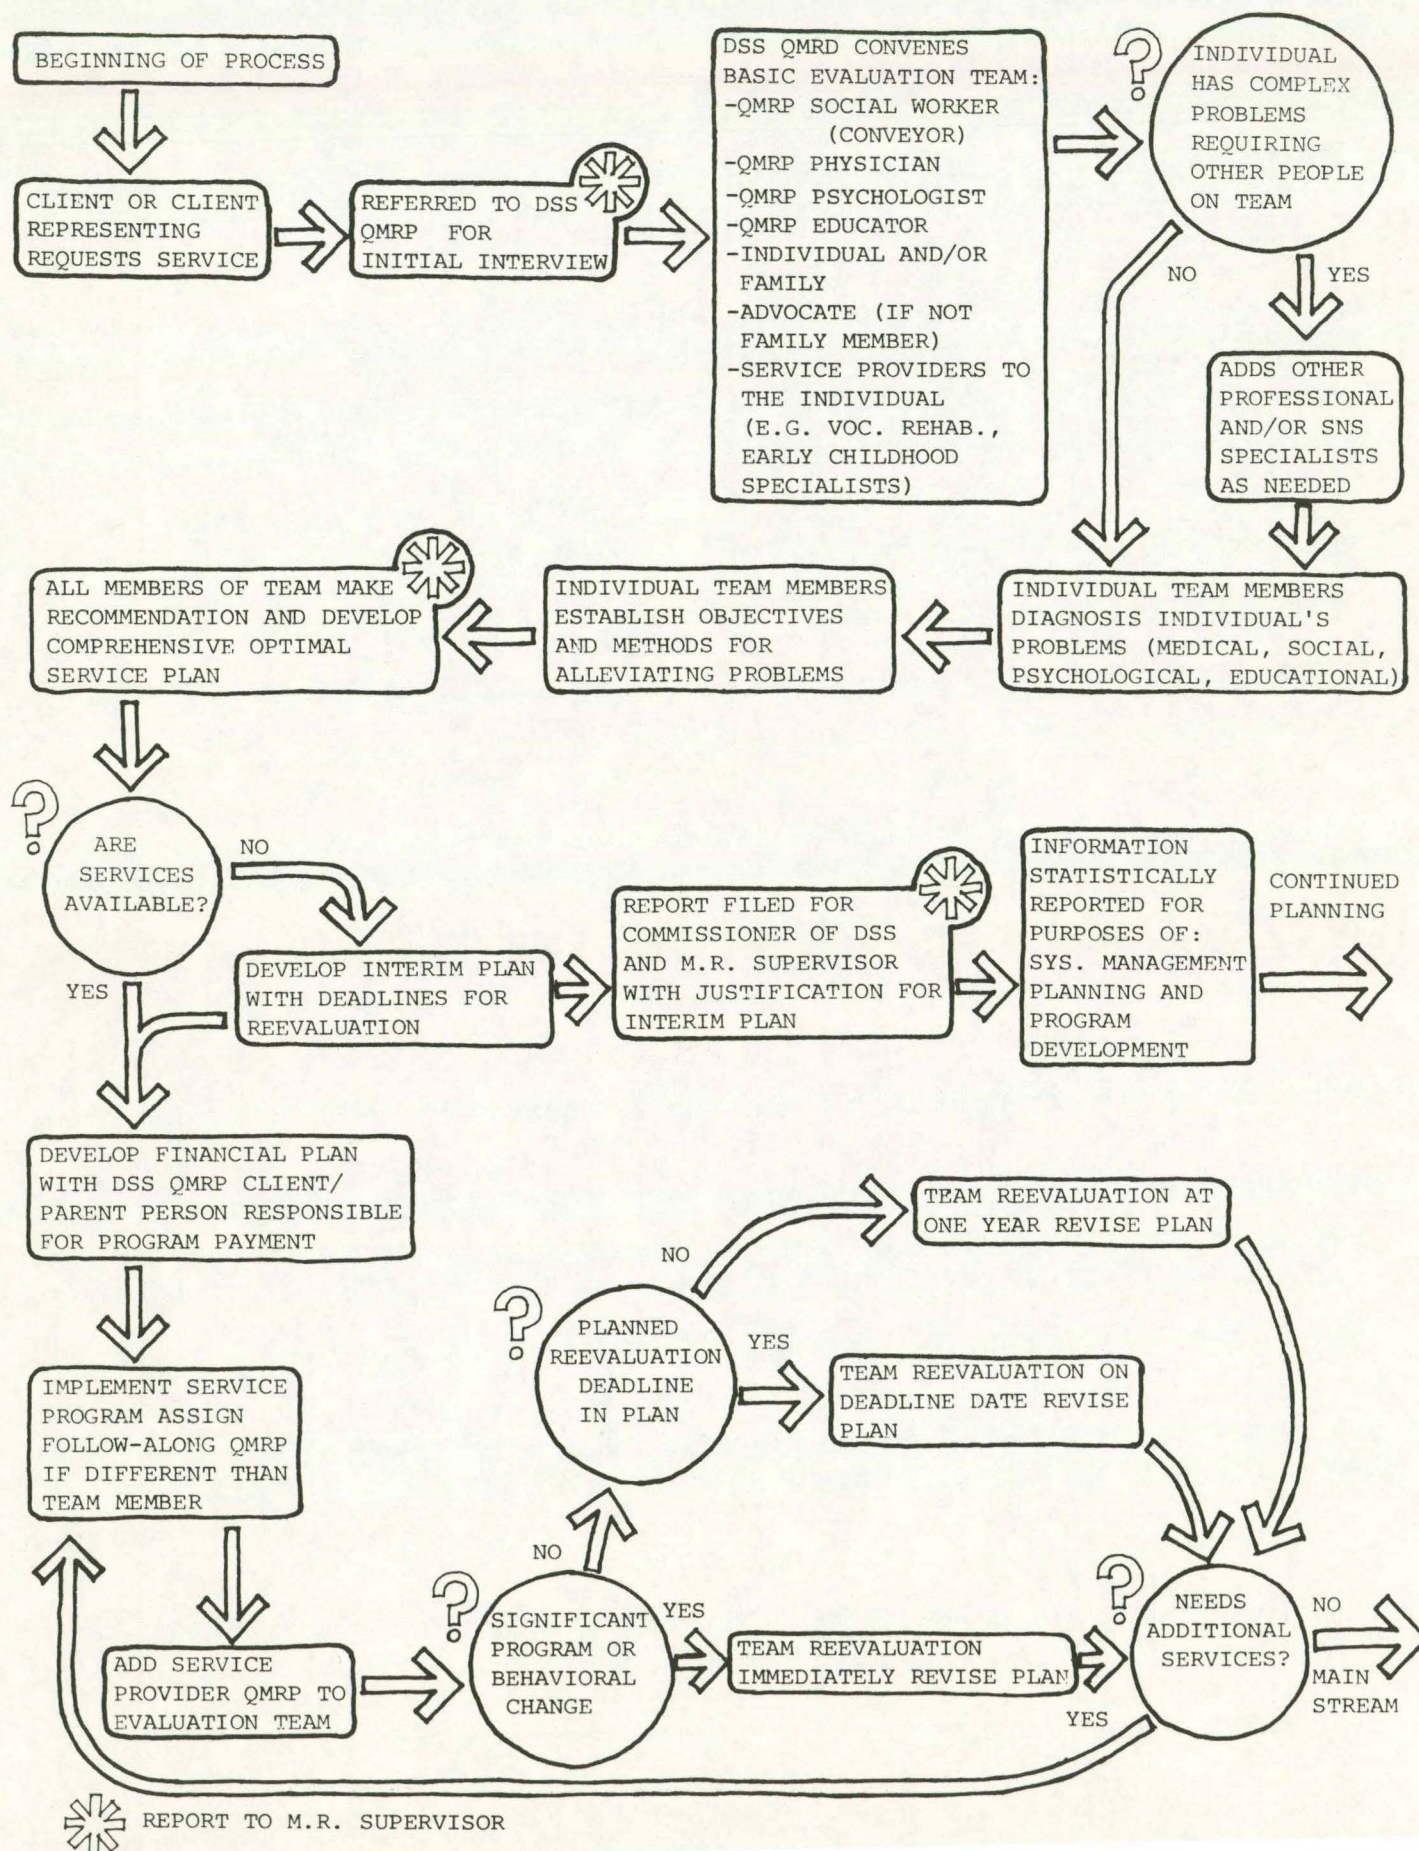 BEGINNING OF PROCESS
CLIENT OR CLIENT
REPRESENTING
REQUESTS SERVICE
REFERRED TO DSS
QMRP FOR
INITIAL INTERVIEW
DSS QMRD CONVENES
BASIC EVALUATION TEAM:
-QMRP SOCIAL WORKER
(CONVEYOR)
-QMRP PHYSICIAN
-QMRP PSYCHOLOGIST
-QMRP EDUCATOR
-INDIVIDUAL AND/OR
FAMILY
-ADVOCATE (IF NOT
FAMILY MEMBER)
-SERVICE PROVIDERS TO
THE INDIVIDUAL
(E.G. VOC. REHAB.,
EARLY CHILDHOOD
SPECIALISTS)
?
INDIVIDUAL
HAS COMPLEX
PROBLEMS
REQUIRING
OTHER PEOPLE
ON TEAM
NO
YES
ADDS OTHER
PROFESSIONAL
AND/OR SNS
SPECIALISTS
AS NEEDED
INDIVIDUAL TEAM MEMBERS
DIAGNOSIS INDIVIDUAL'S
PROBLEMS (MEDICAL, SOCIAL,
PSYCHOLOGICAL, EDUCATIONAL)
INDIVIDUAL TEAM MEMBERS
ESTABLISH OBJECTIVES
AND METHODS FOR
ALLEVIATING PROBLEMS
ALL MEMBERS OF TEAM MAKE
RECOMMENDATION AND DEVELOP
COMPREHENSIVE OPTIMAL
SERVICE PLAN
?
ARE
SERVICES
AVAILABLE?
NO
YES
DEVELOP INTERIM PLAN
WITH DEADLINES FOR
REEVALUATION
REPORT FILED FOR
COMMISSIONER OF DSS
AND M.R. SUPERVISOR
WITH JUSTIFICATION FOR
INTERIM PLAN
INFORMATION
STATISTICALLY
REPORTED FOR
PURPOSES OF:
SYS. MANAGEMENT
PLANNING AND
PROGRAM
DEVELOPMENT
CONTINUED
PLANNING
DEVELOP FINANCIAL PLAN
WITH DSS QMRP CLIENT/
PARENT PERSON RESPONSIBLE
FOR PROGRAM PAYMENT
IMPLEMENT SERVICE
PROGRAM ASSIGN
FOLLOW-ALONG QMRP
IF DIFFERENT THAN
TEAM MEMBER
ADD SERVICE
PROVIDER QMRP TO
EVALUATION TEAM
?
SIGNIFICANT
PROGRAM OR
BEHAVIORAL
CHANGE
NO
YES
?
PLANNED
REEVALUATION
DEADLINE
IN PLAN
NO
YES
TEAM REEVALUATION AT
ONE YEAR REVISE PLAN
TEAM REEVALUATION ON
DEADLINE DATE REVISE
PLAN
TEAM REEVALUATION
IMMEDIATELY REVISE PLAN
?
NEEDS
ADDITIONAL
SERVICES?
NO
MAIN
STREAM
YES
REPORT TO M.R. SUPERVISOR